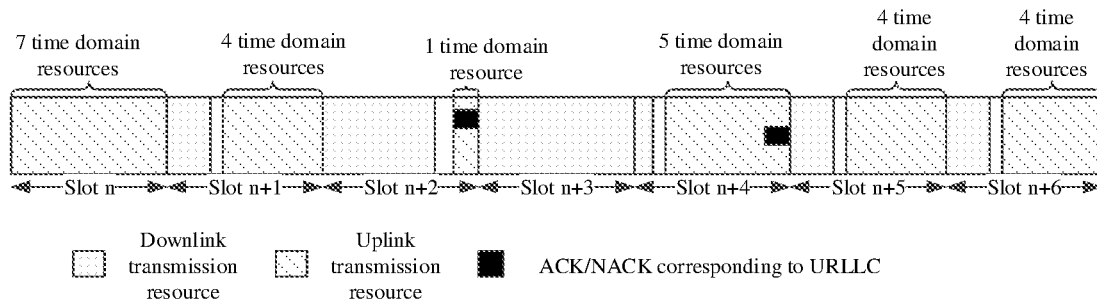 7 time domain
resources
4 time domain
resources
1 time domain
resource
5 time domain
resources
4 time
domain
resources
4 time
domain
resources
Slot n
Slot n+1
Slot n+2
Slot n+3
Slot n+4
Slot n+5
Slot n+6
Downlink
transmission
resource
Uplink
transmission
resource
ACK/NACK corresponding to URLLC